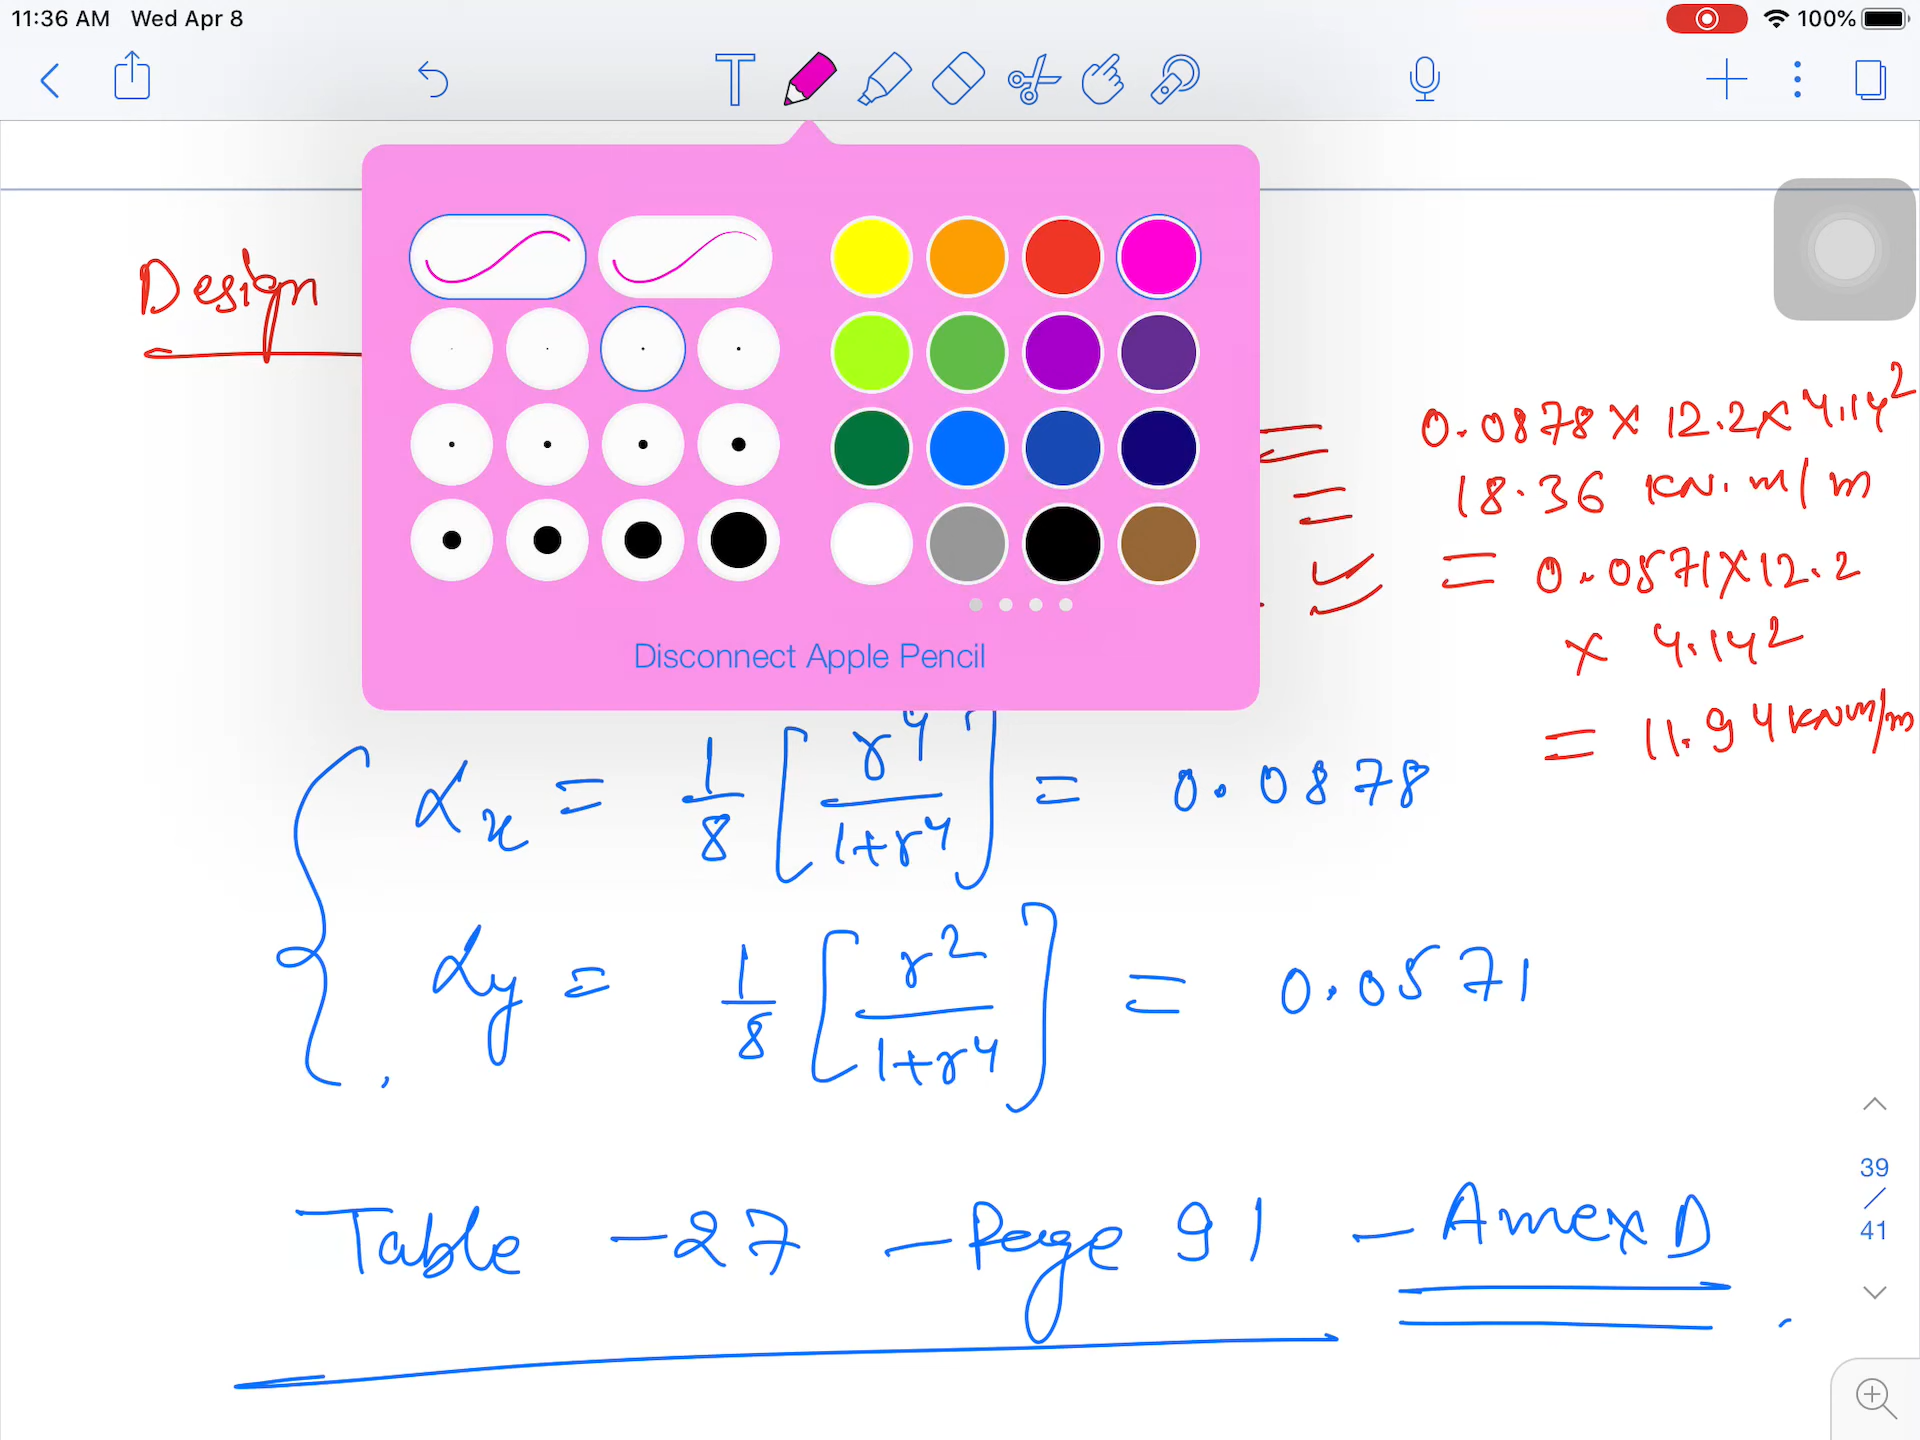 11:36 AM Wed Apr 8 100%
Design
= 0.0878 x 12.2 x 4.14²
= 18.36 KN.m/m
= 0.0571 x 12.2
x 4.14²
= 11.94 KNm/m
Disconnect Apple Pencil
αx = 1/8 [r⁴/1+r⁴] = 0.0878
αy = 1/8 [r²/1+r⁴] = 0.0571
Table - 27 - Page 91 - Annex D
39
/
41